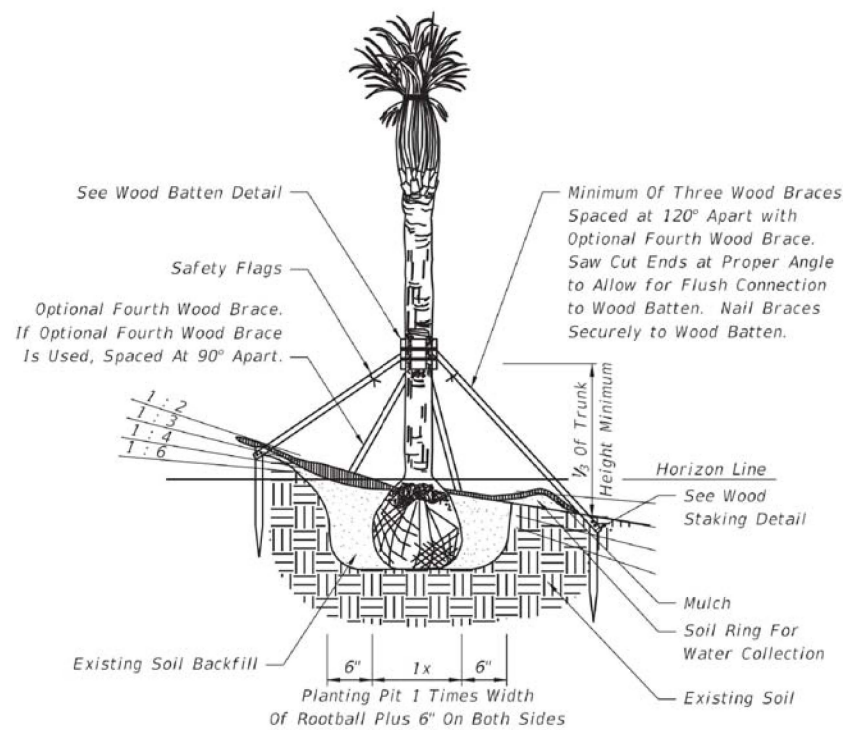 See Wood Batten Detail
Safety Flags
Optional Fourth Wood Brace.
If Optional Fourth Wood Brace
Is Used, Spaced At 90° Apart.
1 : 2
1 : 3
1 : 4
1 : 6
Minimum Of Three Wood Braces
Spaced at 120° Apart with
Optional Fourth Wood Brace.
Saw Cut Ends at Proper Angle
to Allow for Flush Connection
to Wood Batten. Nail Braces
Securely to Wood Batten.
⅓ Of Trunk
Height Minimum
Horizon Line
See Wood
Staking Detail
Mulch
Soil Ring For
Water Collection
Existing Soil
Existing Soil Backfill
6" 1x 6"
Planting Pit 1 Times Width
Of Rootball Plus 6" On Both Sides